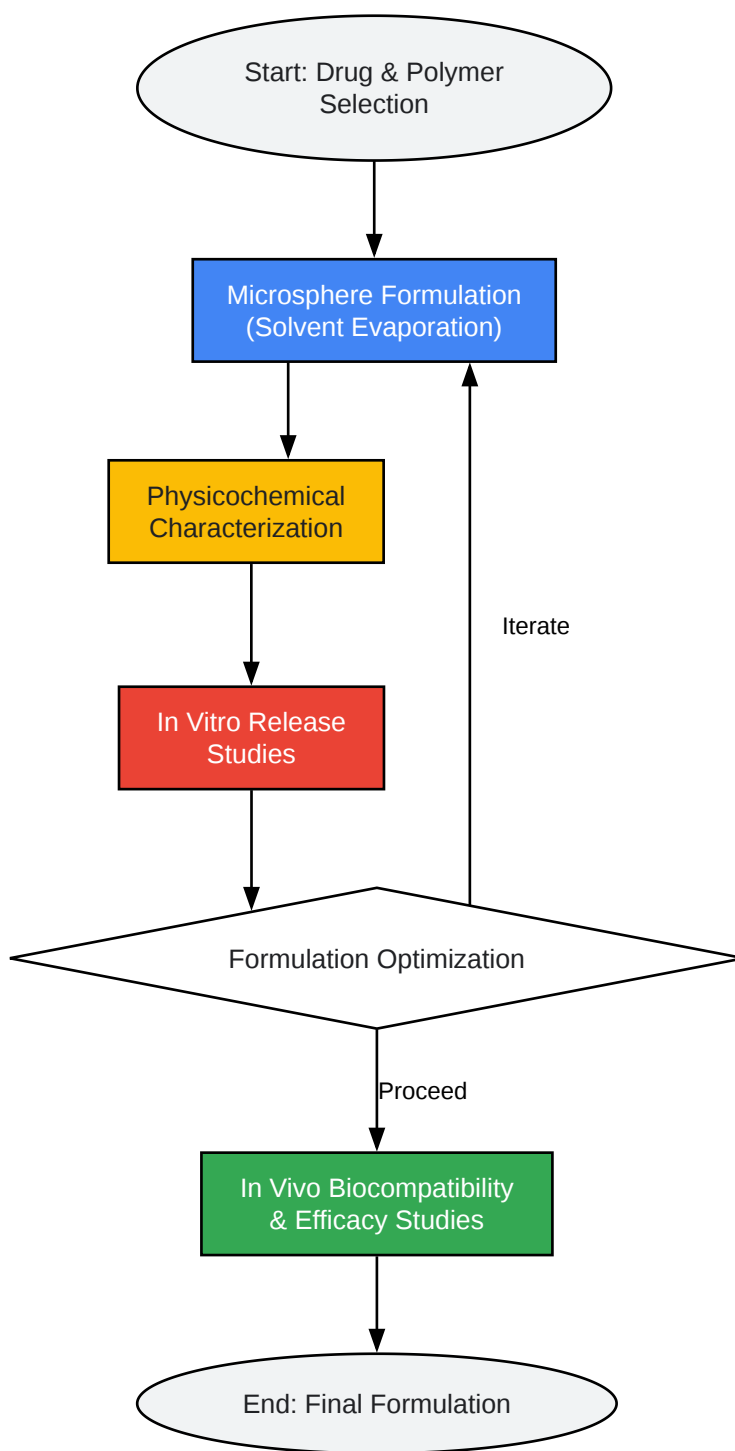 Start: Drug & Polymer
Selection
Microsphere Formulation
(Solvent Evaporation)
Physicochemical
Characterization
Iterate
In Vitro Release
Studies
Formulation Optimization
Proceed
In Vivo Biocompatibility
& Efficacy Studies
End: Final Formulation